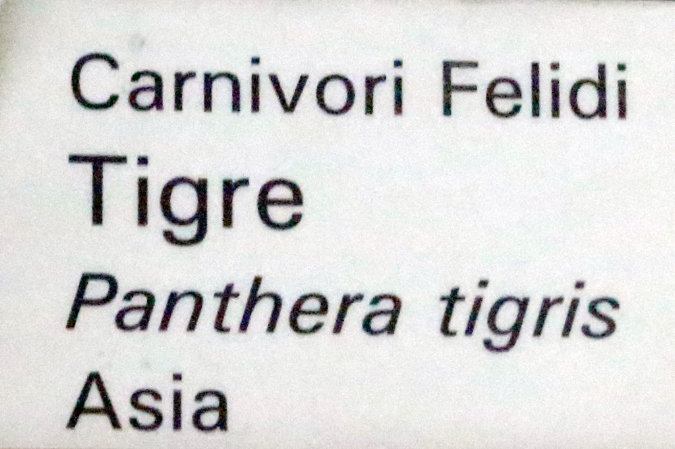 Carnivori Felidi
Tigre
Panthera tigris
Asia